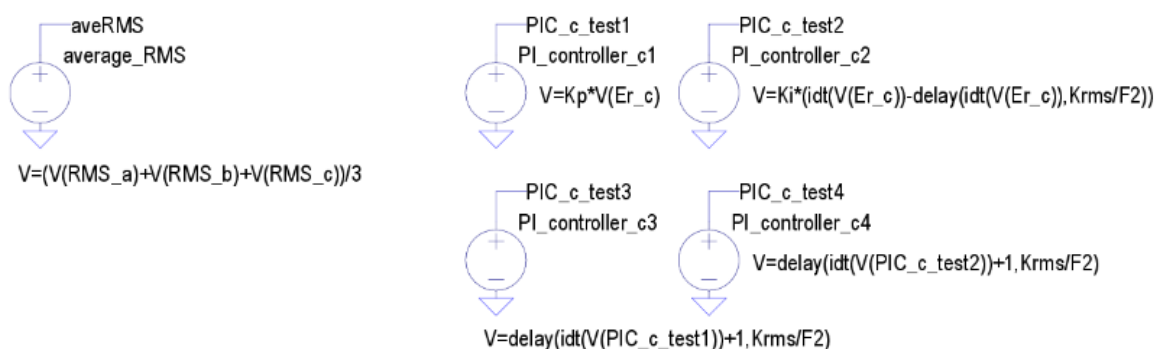 aveRMS
average_RMS
V=(V(RMS_a)+V(RMS_b)+V(RMS_c))/3
PIC_c_test1
PI_controller_c1
V=Kp*V(Er_c)
PIC_c_test2
PI_controller_c2
V=Ki*(idt(V(Er_c))-delay(idt(V(Er_c)),Krms/F2))
PIC_c_test3
PI_controller_c3
V=delay(idt(V(PIC_c_test1))+1,Krms/F2)
PIC_c_test4
PI_controller_c4
V=delay(idt(V(PIC_c_test2))+1,Krms/F2)